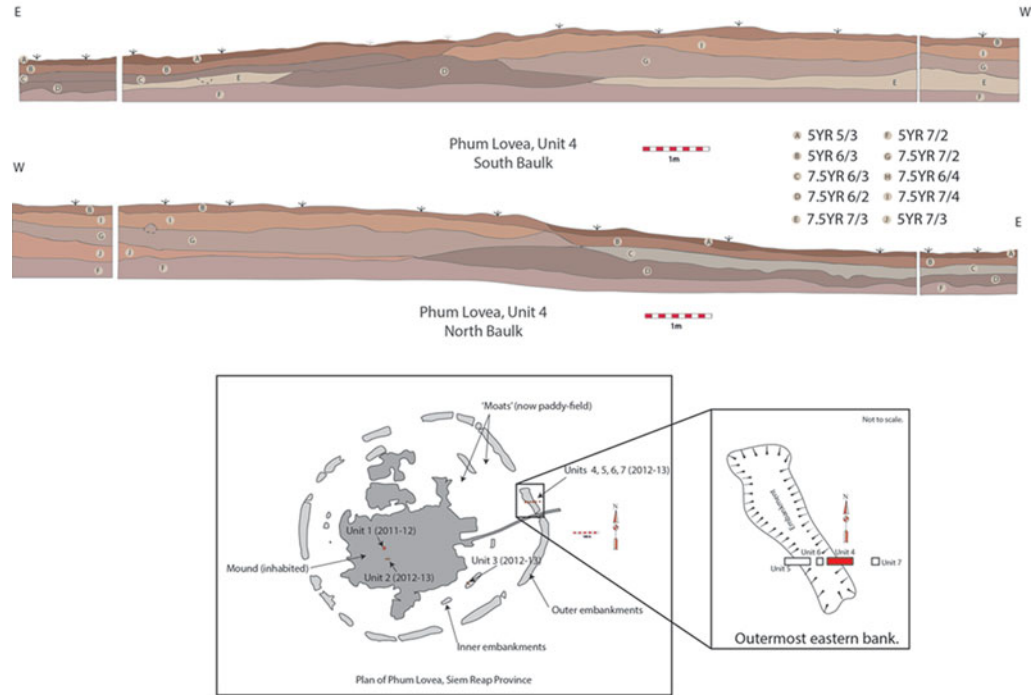 E
W
A
B
C
D
B
C
A
E
F
D
I
G
E
B
I
G
E
F
Phum Lovea, Unit 4
South Baulk
1m
A 5YR 5/3
F 5YR 7/2
B 5YR 6/3
G 7.5YR 7/2
C 7.5YR 6/3
H 7.5YR 6/4
D 7.5YR 6/2
I 7.5YR 7/4
E 7.5YR 7/3
J 5YR 7/3
W
E
B
I
G
J
F
I
B
G
J
F
B
A
C
D
B
A
C
D
F
Phum Lovea, Unit 4
North Baulk
1m
'Moats' (now paddy-field)
Units 4, 5, 6, 7 (2012-13)
N
Unit 1 (2011-12)
Mound (inhabited)
Unit 2 (2012-13)
Unit 3 (2012-13)
Outer embankments
Inner embankments
Plan of Phum Lovea, Siem Reap Province
Not to scale.
Embankment
N
Unit 6
Unit 4
Unit 5
Unit 7
Outermost eastern bank.